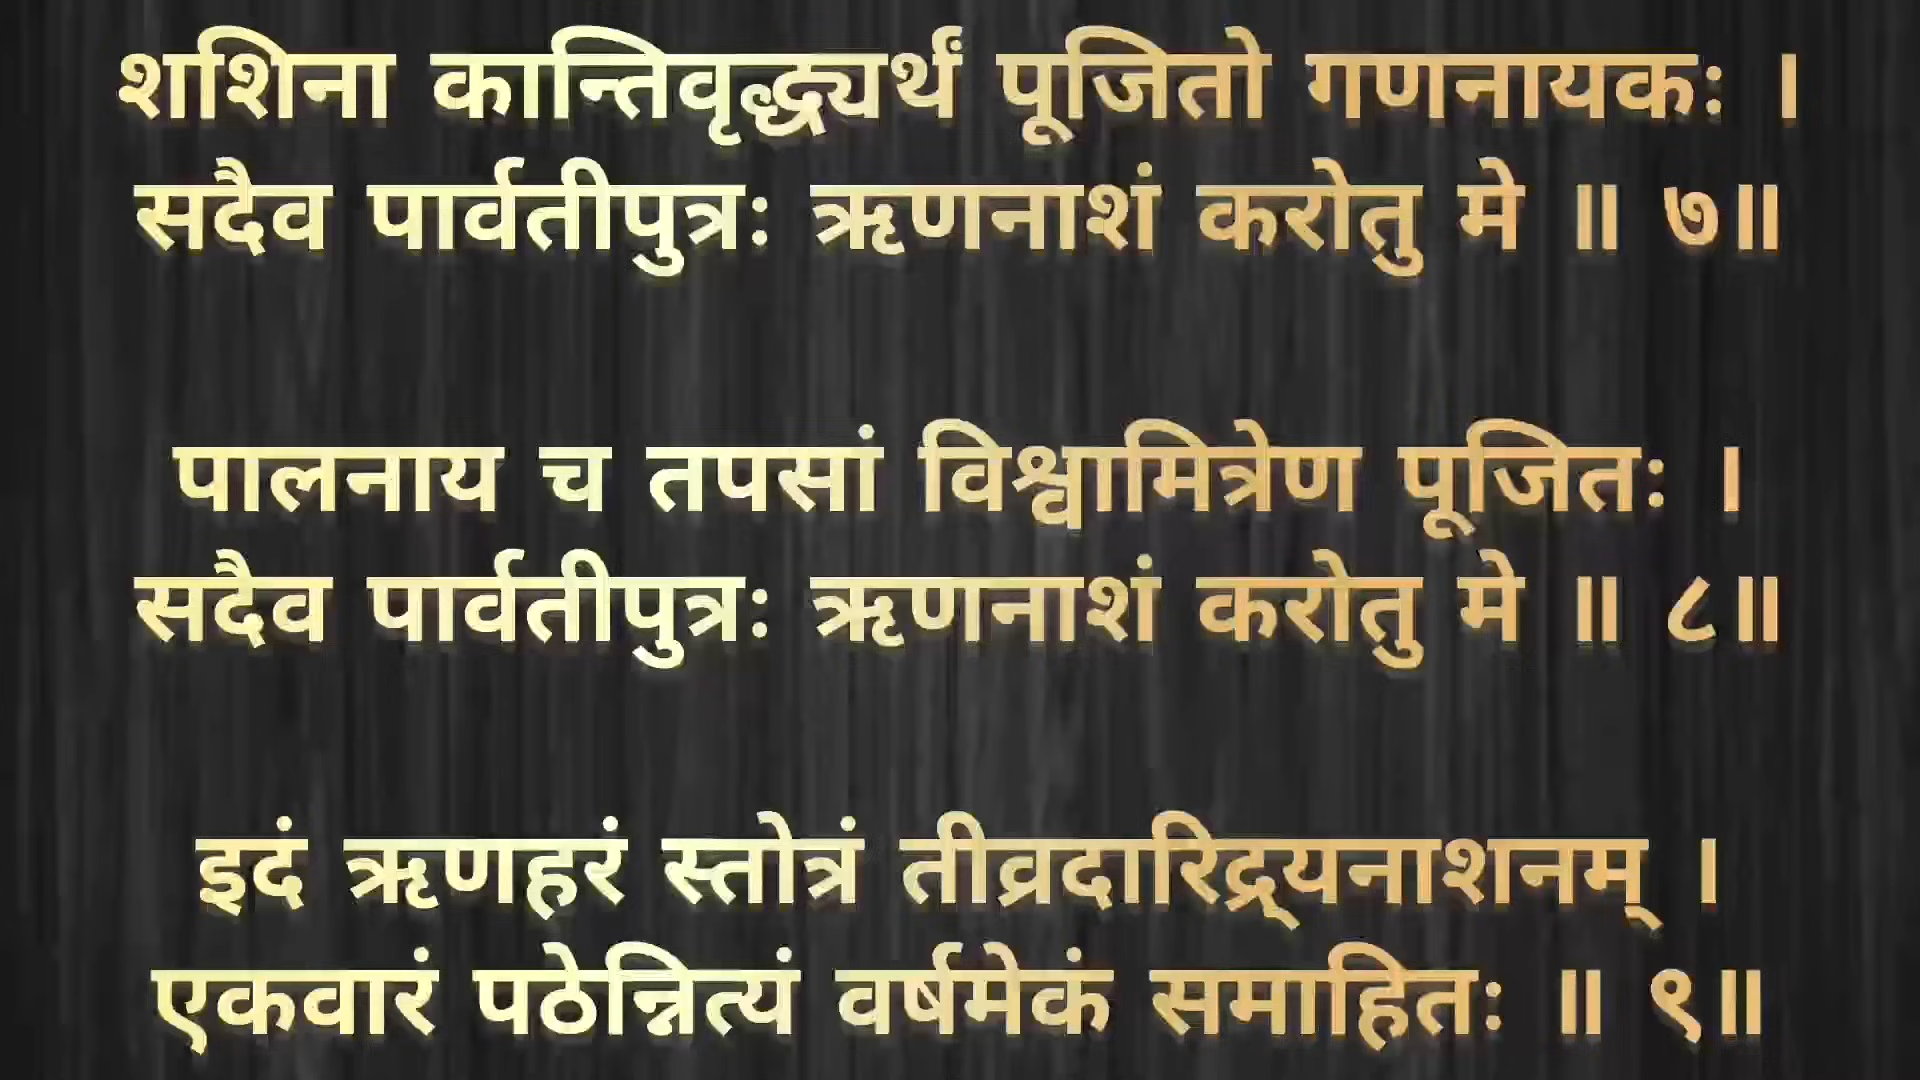 शशिना कान्तिवृद्ध्यर्थं पूजितो गणनायकः ।
सदैव पार्वतीपुत्रः ऋणनाशं करोतु मे ॥ ७॥
पालनाय च तपसां विश्वामित्रेण पूजितः ।
सदैव पार्वतीपुत्रः ऋणनाशं करोतु मे ॥ ८॥
इदं ऋणहरं स्तोत्रं तीव्रदारिद्र्यनाशनम् ।
एकवारं पठेन्नित्यं वर्षमेकं समाहितः ॥ ९॥